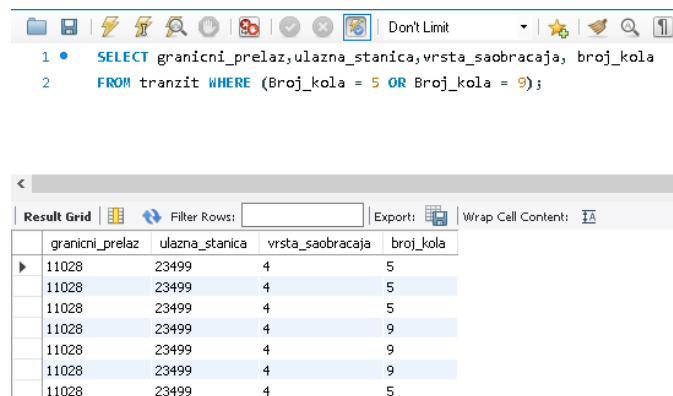 Don't Limit
1 SELECT granicni_prelaz,ulazna_stanica,vrsta_saobracaja, broj_kola
2 FROM tranzit WHERE (Broj_kola = 5 OR Broj_kola = 9);
Result Grid Filter Rows: Export: Wrap Cell Content: IA
granicni_prelaz ulazna_stanica vrsta_saobracaja broj_kola
11028 23499 4 5
11028 23499 4 5
11028 23499 4 5
11028 23499 4 9
11028 23499 4 9
11028 23499 4 9
11028 23499 4 5